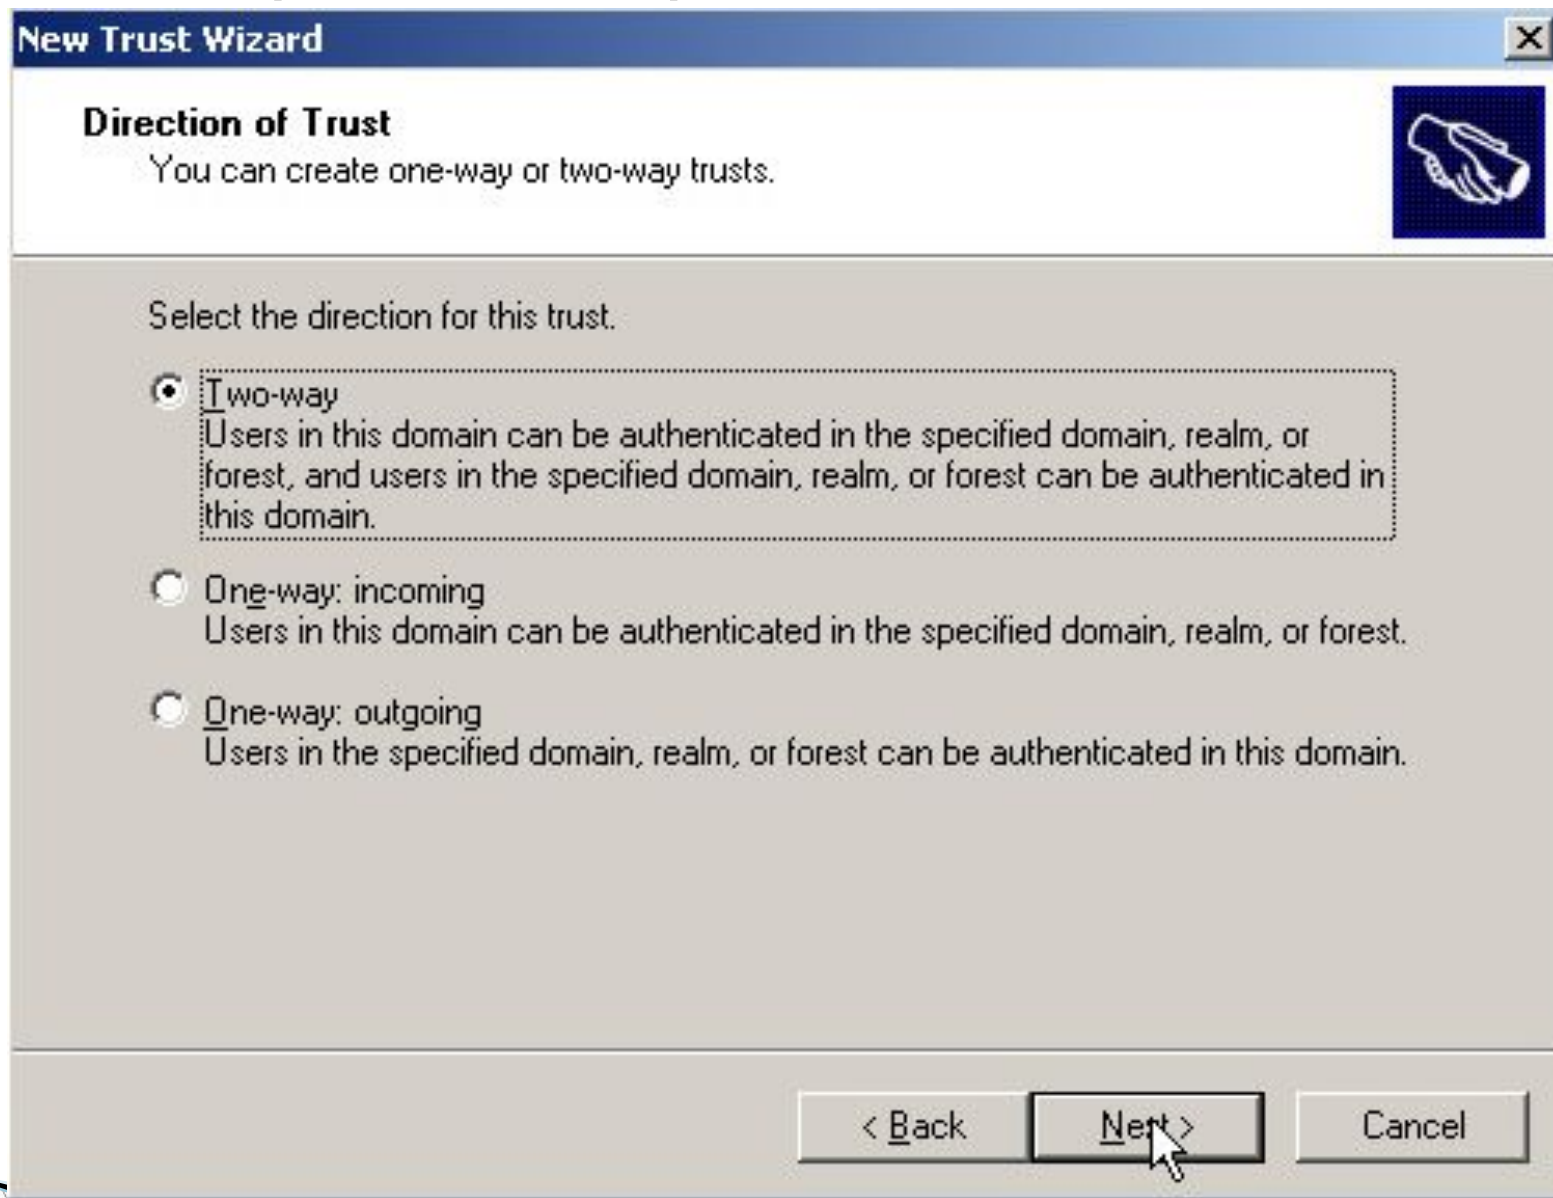 New Trust Wizard
Direction of Trust
You can create one-way or two-way trusts.
Select the direction for this trust.
Two-way
Users in this domain can be authenticated in the specified domain, realm, or
forest, and users in the specified domain, realm, or forest can be authenticated in
this domain.
One-way: incoming
Users in this domain can be authenticated in the specified domain, realm, or forest.
One-way: outgoing
Users in the specified domain, realm, or forest can be authenticated in this domain.
< Back Next > Cancel